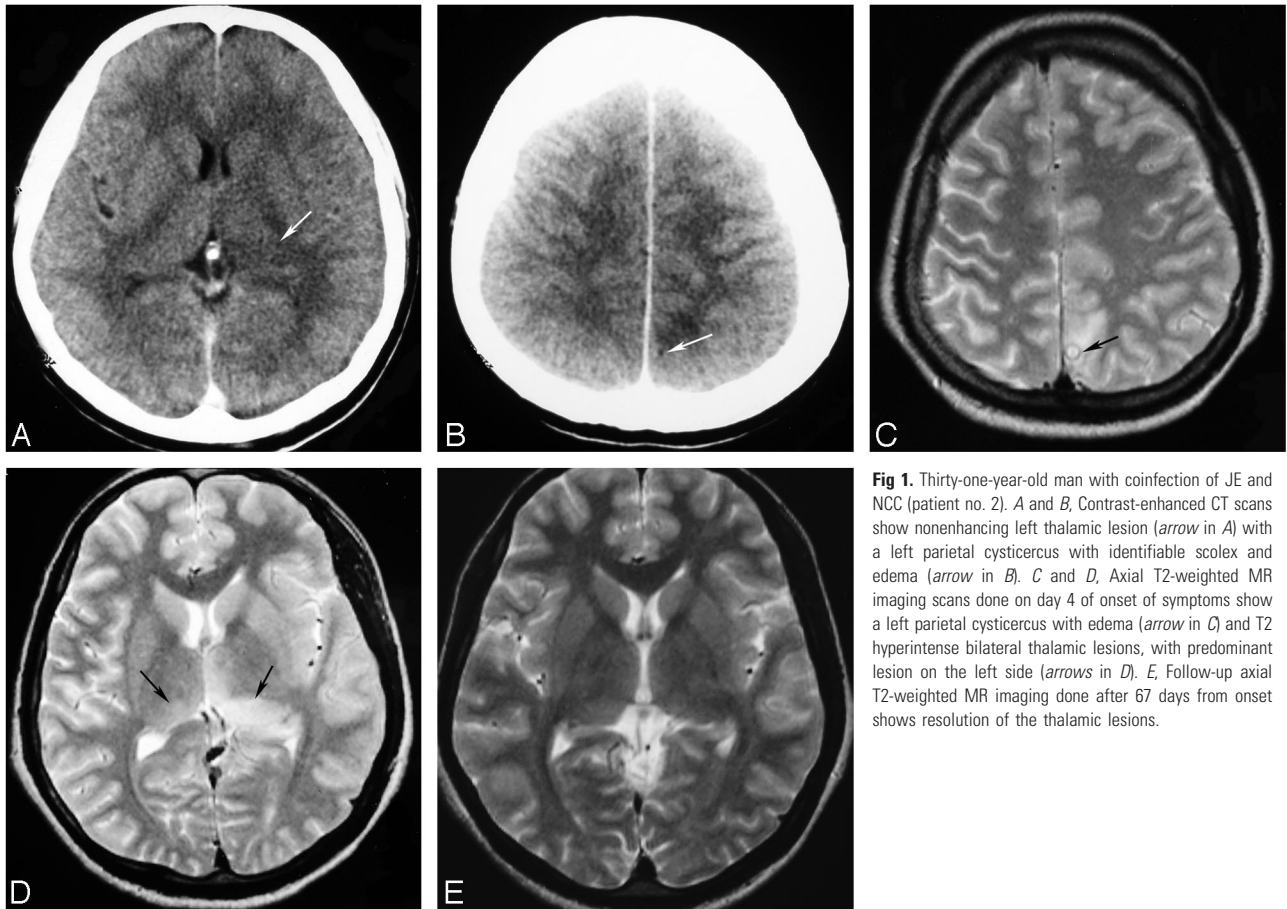 A
B
C
D
E
Fig 1. Thirty-one-year-old man with coinfection of JE and
NCC (patient no. 2). A and B, Contrast-enhanced CT scans
show nonenhancing left thalamic lesion (arrow in A) with
a left parietal cysticercus with identifiable scolex and
edema (arrow in B). C and D, Axial T2-weighted MR
imaging scans done on day 4 of onset of symptoms show
a left parietal cysticercus with edema (arrow in C) and T2
hyperintense bilateral thalamic lesions, with predominant
lesion on the left side (arrows in D). E, Follow-up axial
T2-weighted MR imaging done after 67 days from onset
shows resolution of the thalamic lesions.